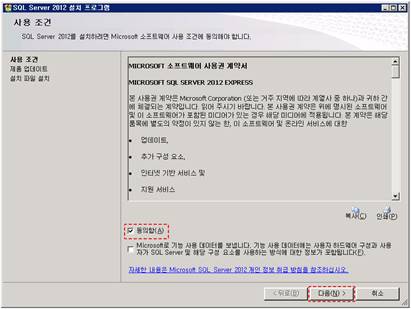 SQL Server 2012 설치 프로그램
사용 조건
SQL Server 2012를 설치하려면 Microsoft 소프트웨어 사용 조건에 동의해야 합니다.
사용 조건
제품 업데이트
설치 파일 설치
MICROSOFT 소프트웨어 사용권 계약서
MICROSOFT SQL SERVER 2012 EXPRESS
본 사용권 계약은 Microsoft Corporation (또는 거주 지역에 따라 계열사 중 하나)과 귀하 간
에 체결되는 계약입니다. 읽어 주시기 바랍니다. 본 사용권 계약은 위에 명시된 소프트웨어
및 이 소프트웨어가 포함된 미디어가 있는 경우 해당 미디어에 적용됩니다. 본 계약은 해당
품목에 별도의 약정이 있지 않는 한, 이 소프트웨어 및 온라인 서비스에 대한
• 업데이트,
• 추가 구성 요소,
• 인터넷 기반 서비스 및
• 지원 서비스
복사(C) 인쇄(P)
동의함(A)
Microsoft로 기능 사용 데이터를 보냅니다. 기능 사용 데이터에는 사용자 하드웨어 구성과 사용
자가 SQL Server 및 해당 구성 요소를 사용하는 방식에 대한 정보가 포함됩니다(F).
자세한 내용은 Microsoft SQL Server 2012 개인 정보 취급 방침을 참조하십시오.
< 뒤로(B) 다음(N) > 취소